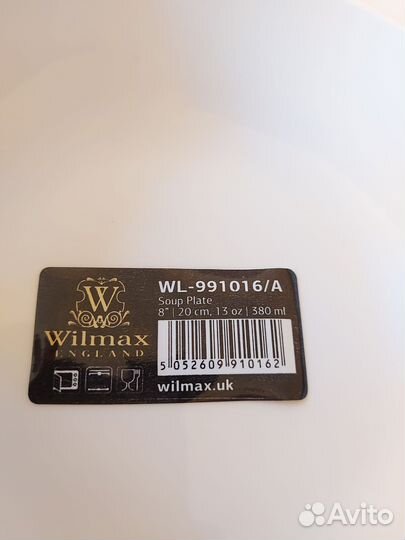 W
Wilmax
ENGLAND
WL-991016/A
Soup Plate
8" | 20 cm, 13 oz | 380 ml
5 052609 910162
wilmax.uk
Avito